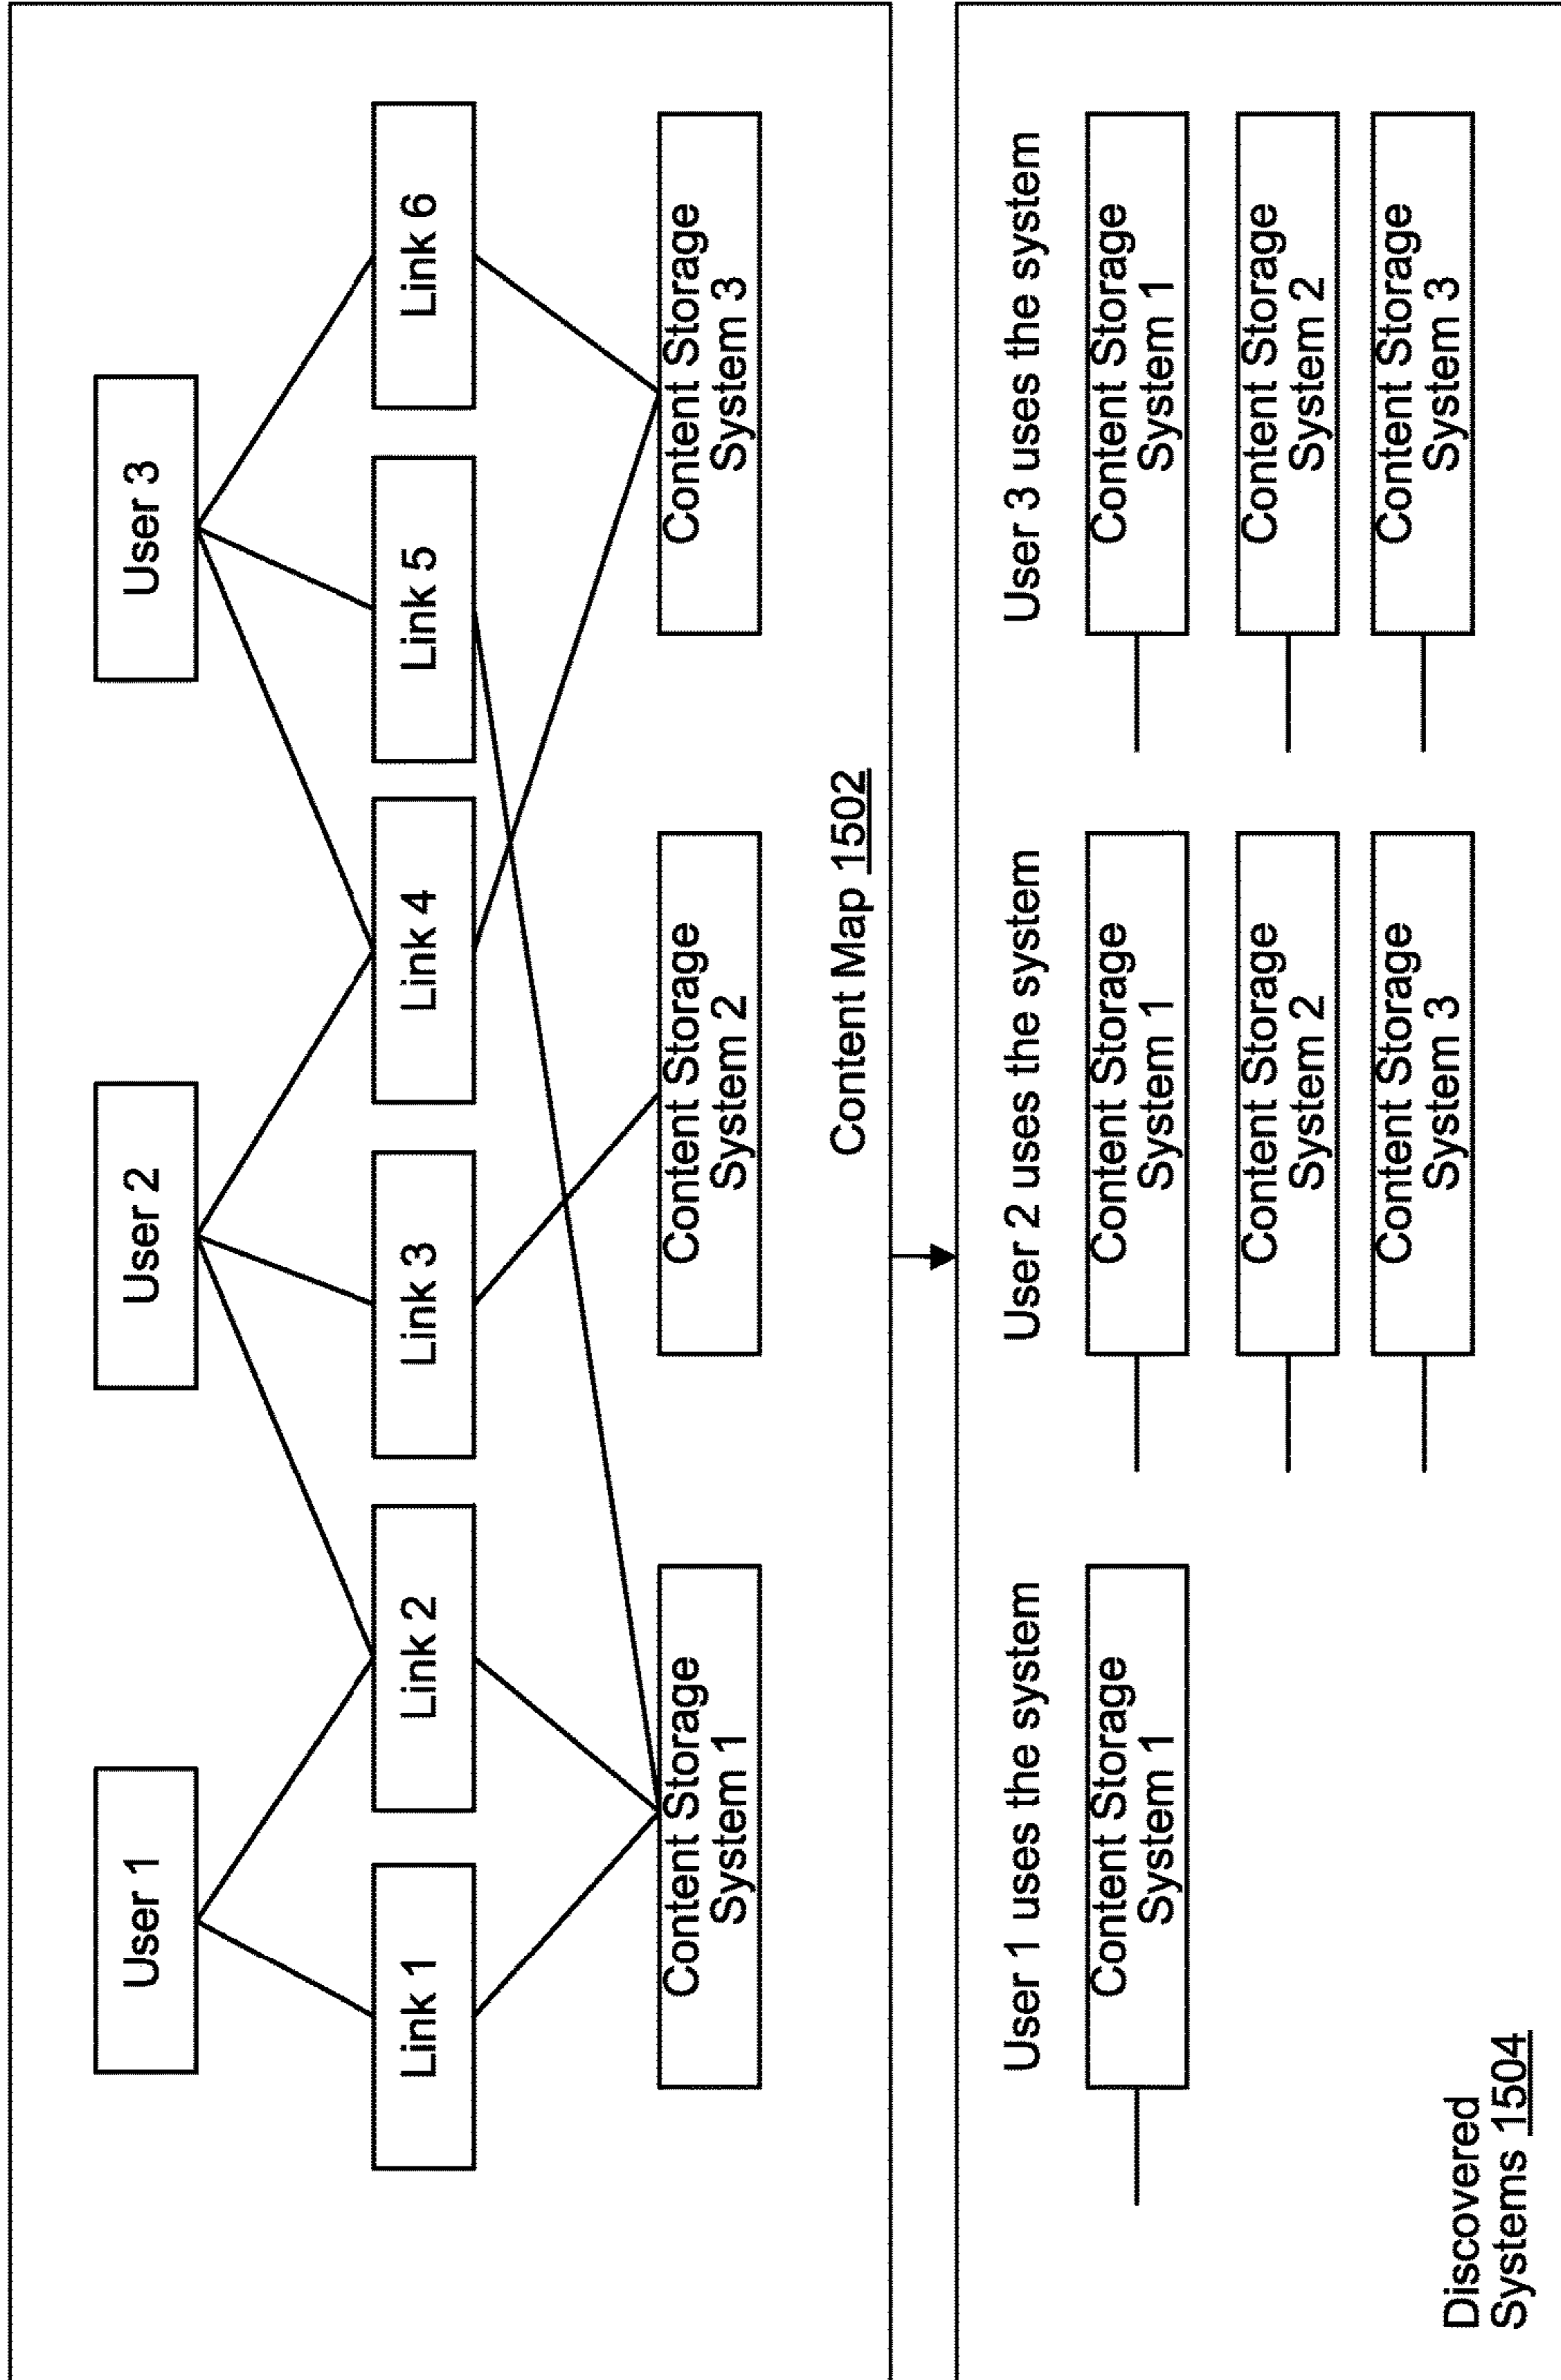 User 1
User 2
User 3
Link 1
Link 2
Link 3
Link 4
Link 5
Link 6
Content Storage
System 1
Content Storage
System 2
Content Storage
System 3
Content Map 1502
User 1 uses the system
Content Storage
System 1
User 2 uses the system
Content Storage
System 1
Content Storage
System 2
Content Storage
System 3
User 3 uses the system
Content Storage
System 1
Content Storage
System 2
Content Storage
System 3
Discovered
Systems 1504